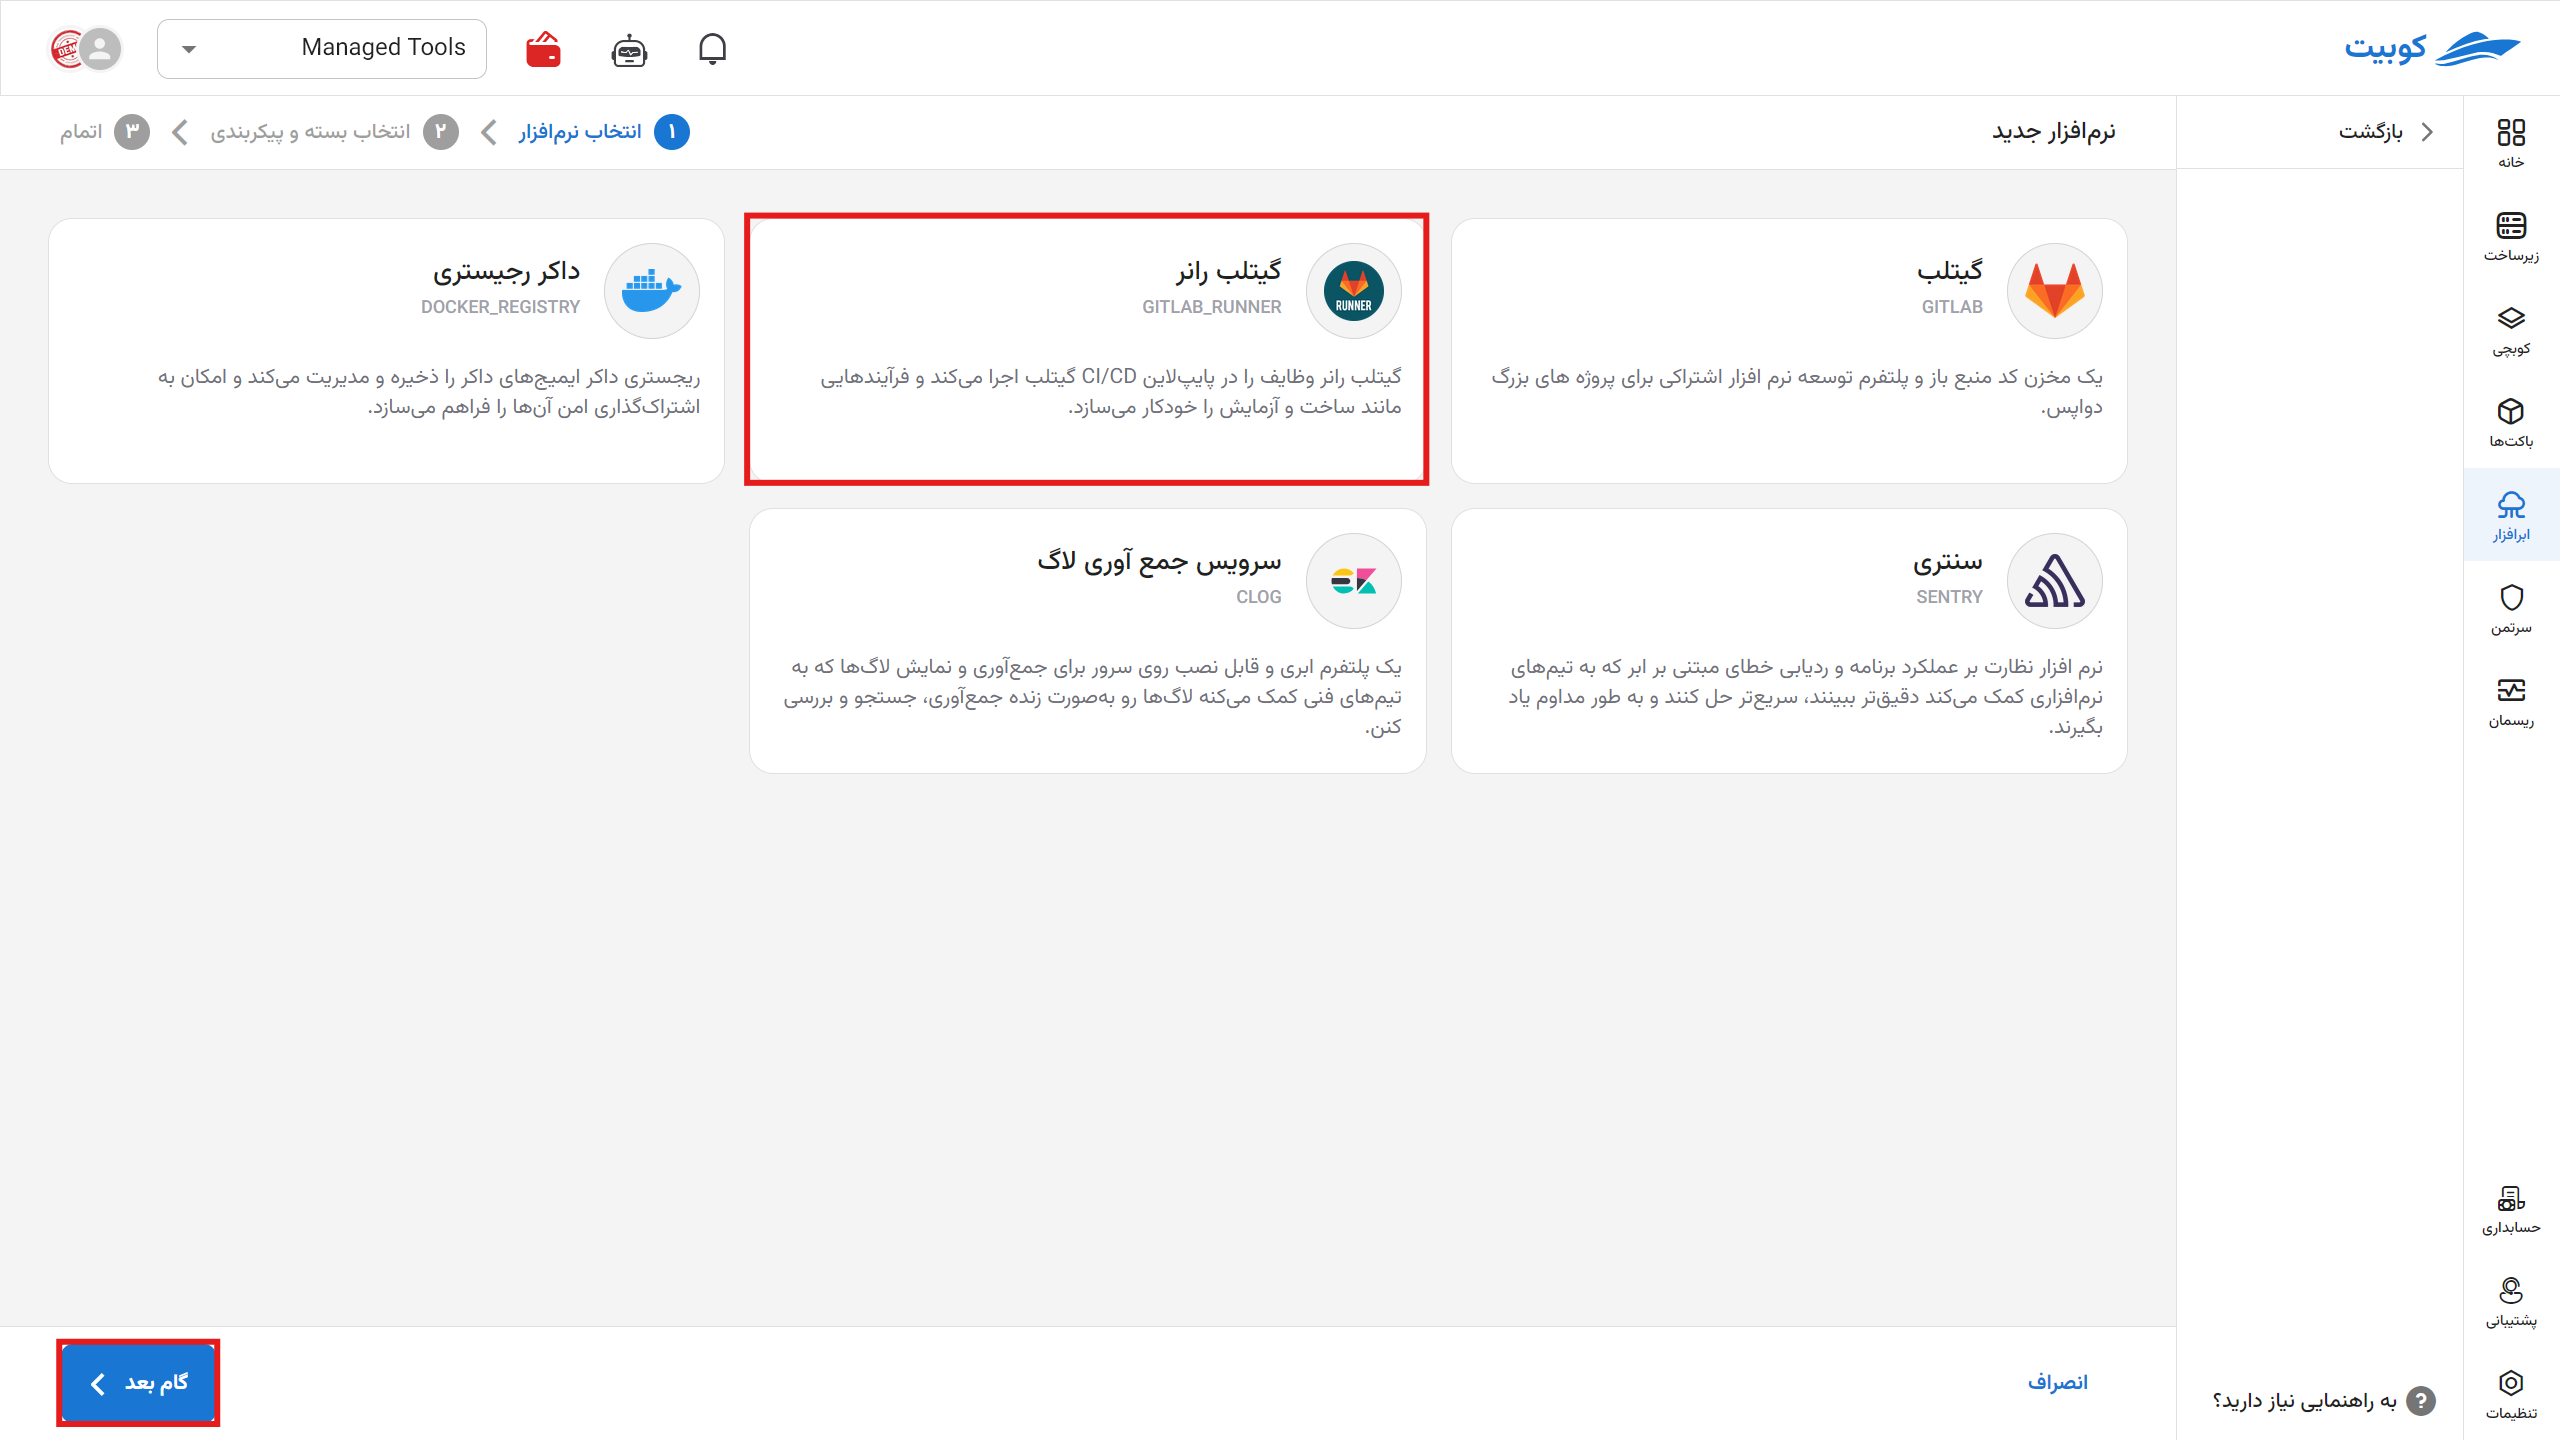 کوبیت
Managed Tools
DEMO
خانه
زیرساخت
کوبچی
باکت‌ها
ابرافزار
سرتمن
ریسمان
حسابداری
پشتیبانی
تنظیمات
بازگشت
به راهنمایی نیاز دارید؟
نرم‌افزار جدید
۱ انتخاب نرم‌افزار
۲ انتخاب بسته و پیکربندی
۳ اتمام
گیتلب
GITLAB
یک مخزن کد منبع باز و پلتفرم توسعه نرم افزار اشتراکی برای پروژه های بزرگ
دواپس.
گیتلب رانر
GITLAB_RUNNER
RUNNER
گیتلب رانر وظایف را در پایپ‌لاین CI/CD گیتلب اجرا می‌کند و فرآیندهایی
مانند ساخت و آزمایش را خودکار می‌سازد.
داکر رجیستری
DOCKER_REGISTRY
ریجستری داکر ایمیج‌های داکر را ذخیره و مدیریت می‌کند و امکان به
اشتراک‌گذاری امن آن‌ها را فراهم می‌سازد.
سنتری
SENTRY
نرم افزار نظارت بر عملکرد برنامه و ردیابی خطای مبتنی بر ابر که به تیم‌های
نرم‌افزاری کمک می‌کند دقیق‌تر ببینند، سریع‌تر حل کنند و به طور مداوم یاد
بگیرند.
سرویس جمع آوری لاگ
CLOG
یک پلتفرم ابری و قابل نصب روی سرور برای جمع‌آوری و نمایش لاگ‌ها که به
تیم‌های فنی کمک می‌کنه لاگ‌ها رو به‌صورت زنده جمع‌آوری، جستجو و بررسی
کنن.
انصراف
گام بعد